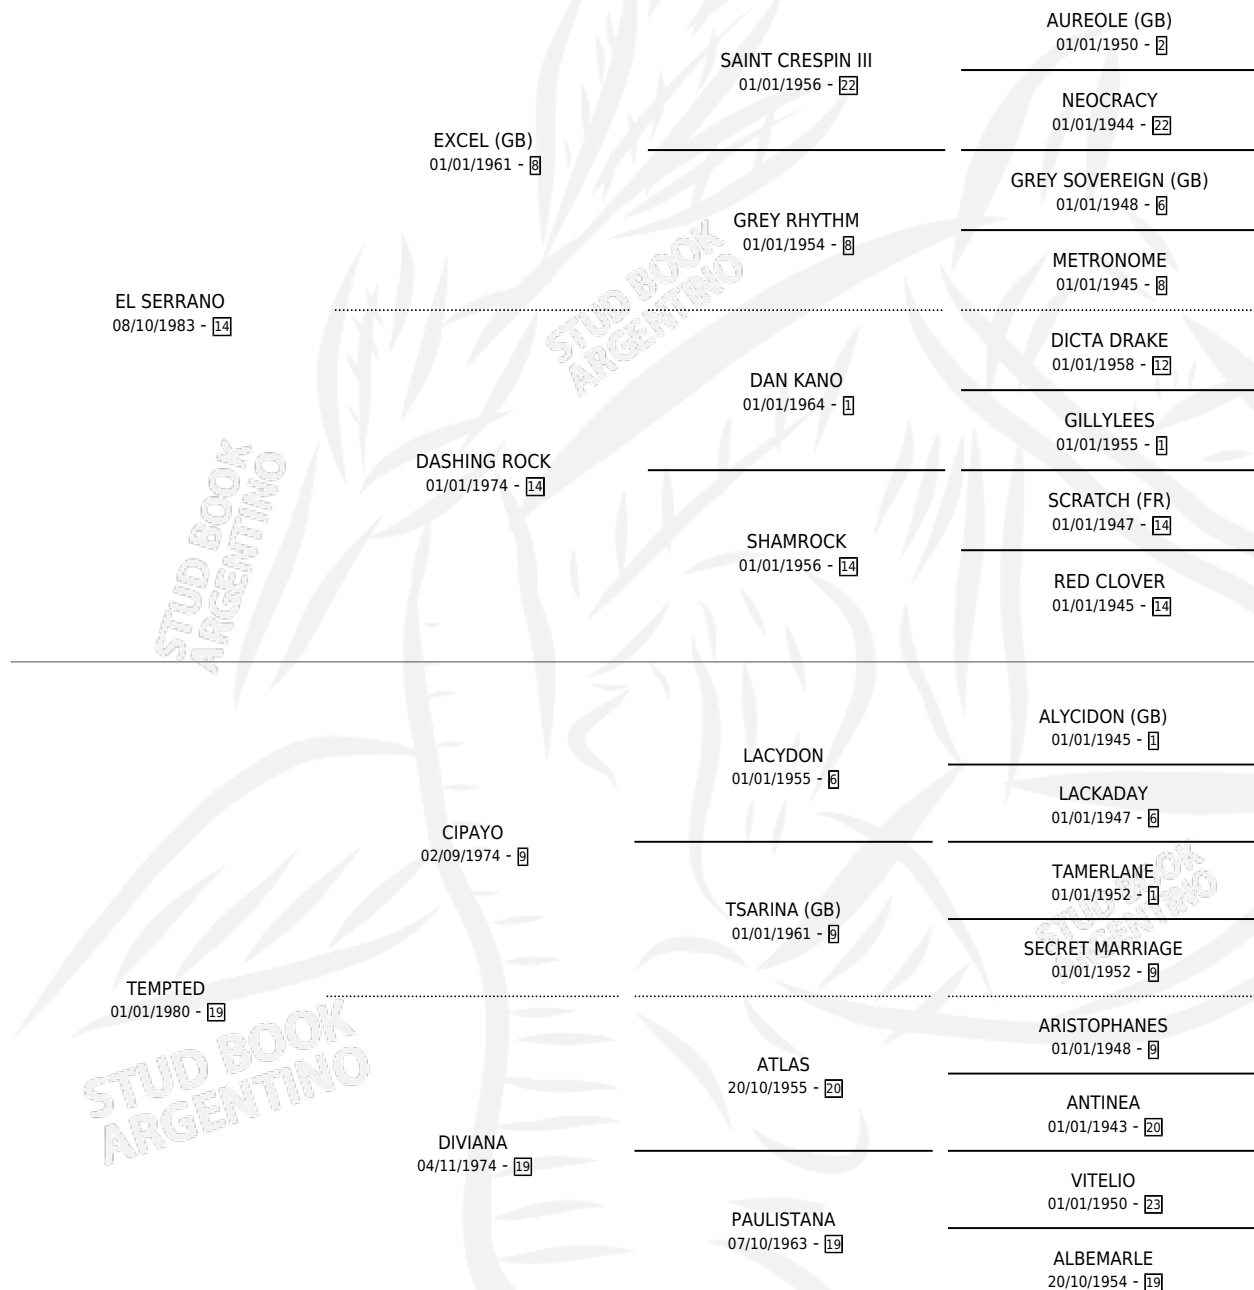 AUREOLE (GB)
01/01/1950 - 2
SAINT CRESPIN III
01/01/1956 - 22
NEOCRACY
01/01/1944 - 22
EXCEL (GB)
01/01/1961 - 8
GREY SOVEREIGN (GB)
01/01/1948 - 6
GREY RHYTHM
01/01/1954 - 8
METRONOME
01/01/1945 - 8
EL SERRANO
08/10/1983 - 14
DICTA DRAKE
01/01/1958 - 12
DAN KANO
01/01/1964 - 1
GILLYLEES
01/01/1955 - 1
DASHING ROCK
01/01/1974 - 14
SCRATCH (FR)
01/01/1947 - 14
SHAMROCK
01/01/1956 - 14
RED CLOVER
01/01/1945 - 14
ALYCIDON (GB)
01/01/1945 - 1
LACYDON
01/01/1955 - 6
LACKADAY
01/01/1947 - 6
CIPAYO
02/09/1974 - 9
TAMERLANE
01/01/1952 - 1
TSARINA (GB)
01/01/1961 - 9
SECRET MARRIAGE
01/01/1952 - 9
TEMPTED
01/01/1980 - 19
ARISTOPHANES
01/01/1948 - 9
ATLAS
20/10/1955 - 20
ANTINEA
01/01/1943 - 20
DIVIANA
04/11/1974 - 19
VITELIO
01/01/1950 - 23
PAULISTANA
07/10/1963 - 19
ALBEMARLE
20/10/1954 - 19
STUD BOOK
ARGENTINO
STUD BOOK
ARGENTINO
STUD BOOK
ARGENTINO
STUD BOOK
ARGENTINO